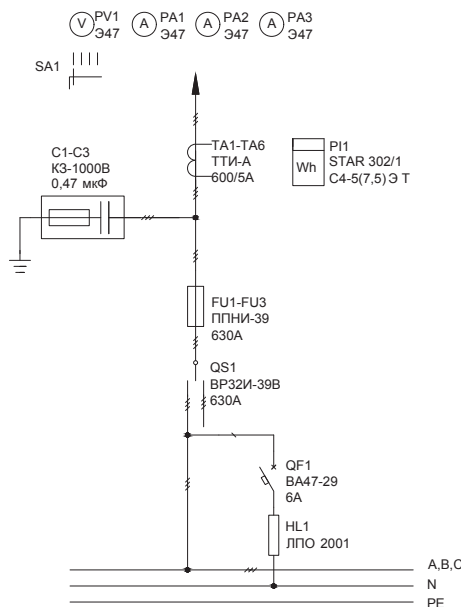 V PV1
Э47
A PA1
Э47
A PA2
Э47
A PA3
Э47
SA1
TA1-TA6
ТТИ-А
600/5А
C1-C3
КЗ-1000В
0,47 мкФ
PI1
Wh STAR 302/1
С4-5(7,5) Э Т
FU1-FU3
ППНИ-39
630А
QS1
ВР32И-39В
630А
QF1
ВА47-29
6А
HL1
ЛПО 2001
A,B,C
N
PE